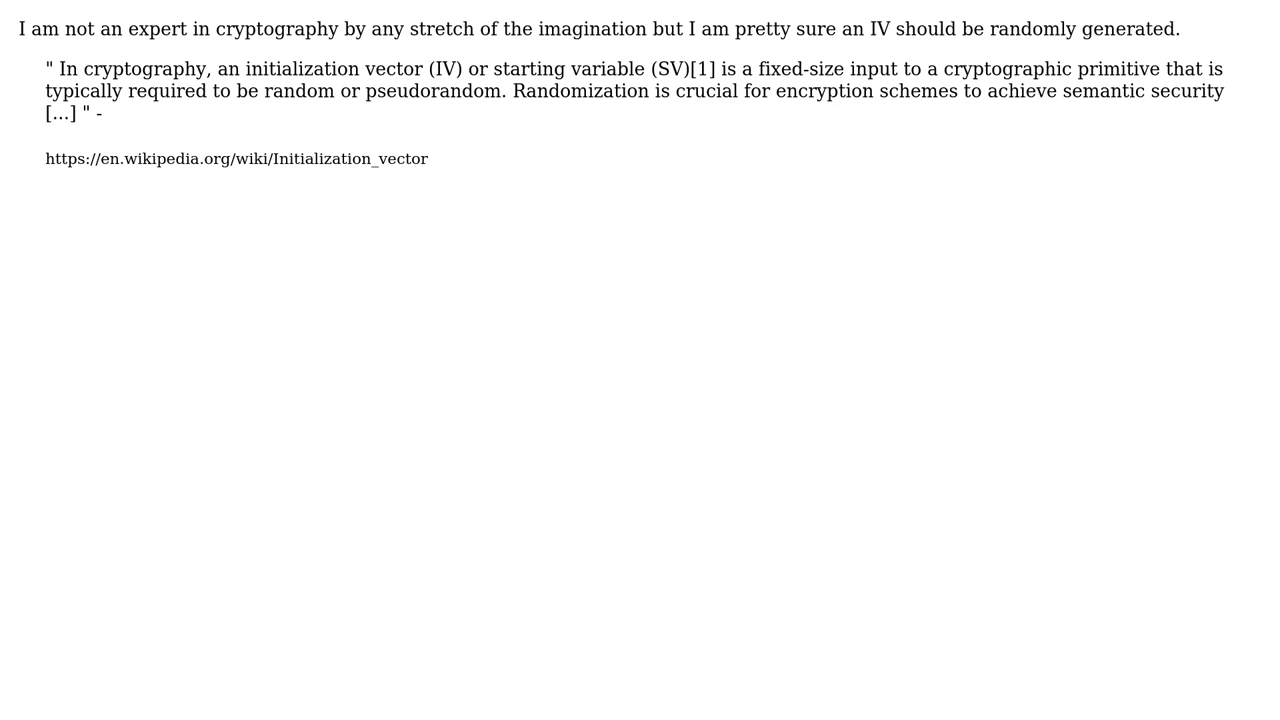 I am not an expert in cryptography by any stretch of the imagination but I am pretty sure an IV should be randomly generated.
" In cryptography, an initialization vector (IV) or starting variable (SV)[1] is a fixed-size input to a cryptographic primitive that is
typically required to be random or pseudorandom. Randomization is crucial for encryption schemes to achieve semantic security
[...] " -
https://en.wikipedia.org/wiki/Initialization_vector